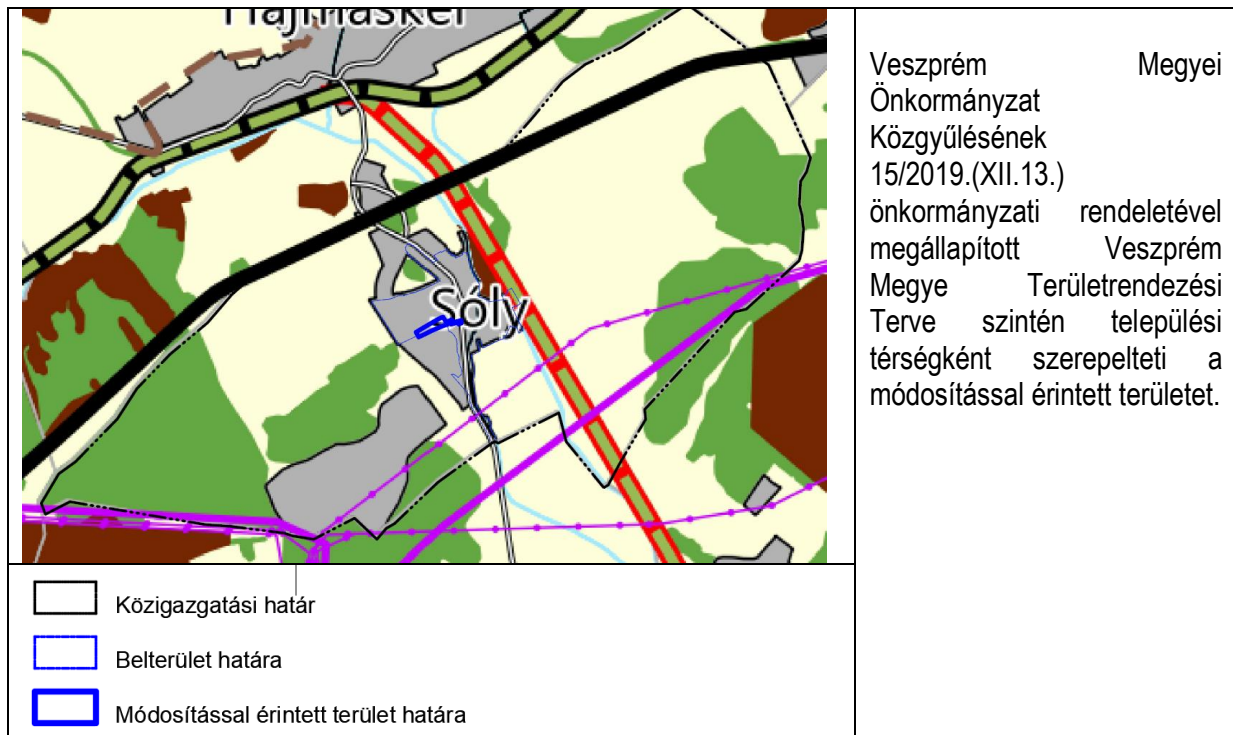 Hajmáskér
Sóly
Veszprém Megyei
Önkormányzat
Közgyűlésének
15/2019.(XII.13.)
önkormányzati rendeletével
megállapított Veszprém
Megye Területrendezési
Terve szintén települési
térségként szerepelteti a
módosítással érintett területet.
Közigazgatási határ
Belterület határa
Módosítással érintett terület határa